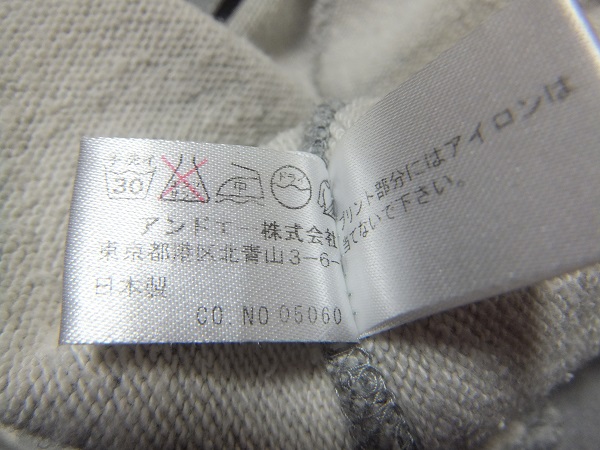 手洗イ
30
中
ドライ
アンドエー株式会社
東京都港区北青山3-6-
日本製
CO. NO 05060
プリント部分にはアイロンは
当てないで下さい。